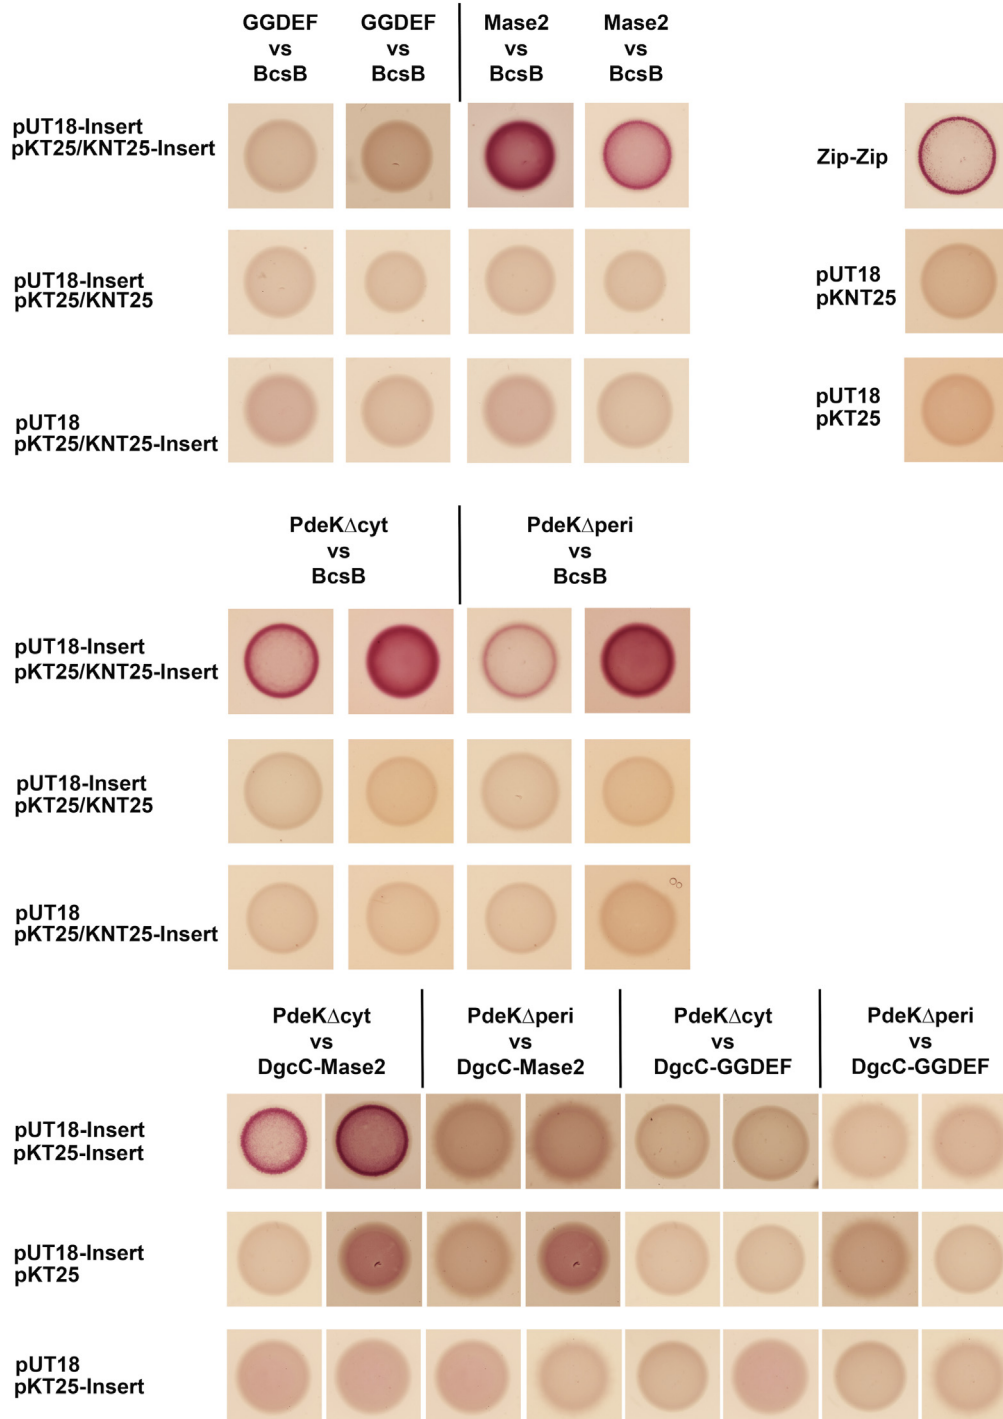 GGDEF vs BcsB
GGDEF vs BcsB
Mase2 vs BcsB
Mase2 vs BcsB
pUT18-Insert
pKT25/KNT25-Insert
Zip-Zip
pUT18-Insert
pKT25/KNT25
pUT18
pKNT25
pUT18
pKT25/KNT25-Insert
pUT18
pKT25
PdeKΔcyt
vs
BcsB
PdeKΔperi
vs
BcsB
pUT18-Insert
pKT25/KNT25-Insert
pUT18-Insert
pKT25/KNT25
pUT18
pKT25/KNT25-Insert
PdeKΔcyt
vs
DgcC-Mase2
PdeKΔperi
vs
DgcC-Mase2
PdeKΔcyt
vs
DgcC-GGDEF
PdeKΔperi
vs
DgcC-GGDEF
pUT18-Insert
pKT25-Insert
pUT18-Insert
pKT25
pUT18
pKT25-Insert